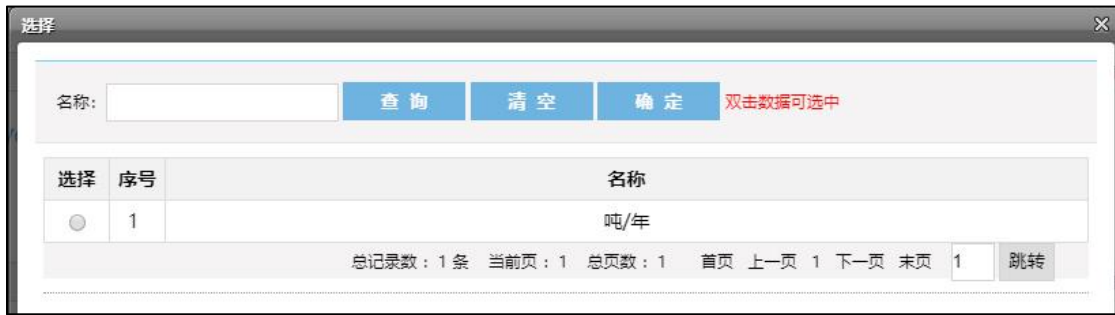 选择
名称: 查 询 清 空 确 定 双击数据可选中
选择 序号 名称
1 吨/年
总记录数：1 条 当前页：1 总页数：1 首页 上一页 1 下一页 末页 1 跳转